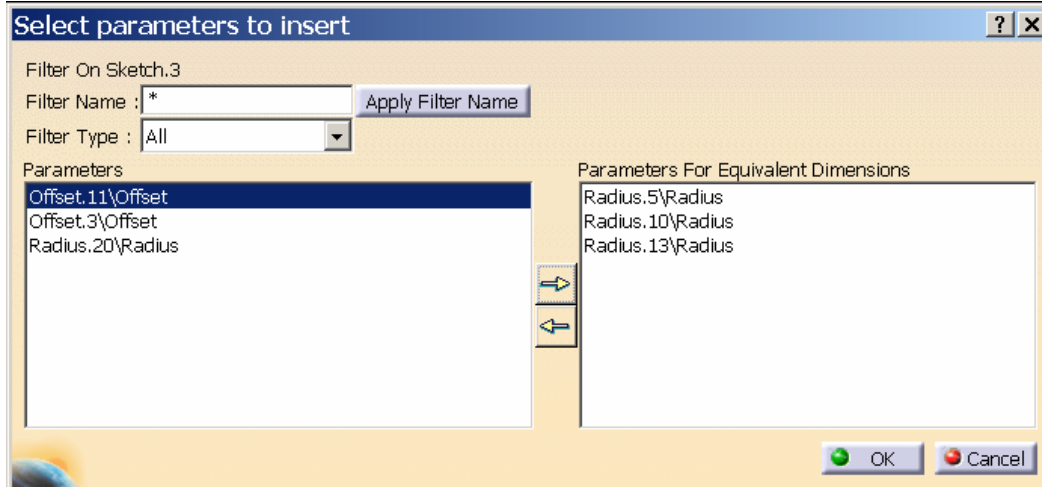 Select parameters to insert
Filter On Sketch.3
Filter Name : * Apply Filter Name
Filter Type : All
Parameters
Offset.11\Offset
Offset.3\Offset
Radius.20\Radius
Parameters For Equivalent Dimensions
Radius.5\Radius
Radius.10\Radius
Radius.13\Radius
OK Cancel